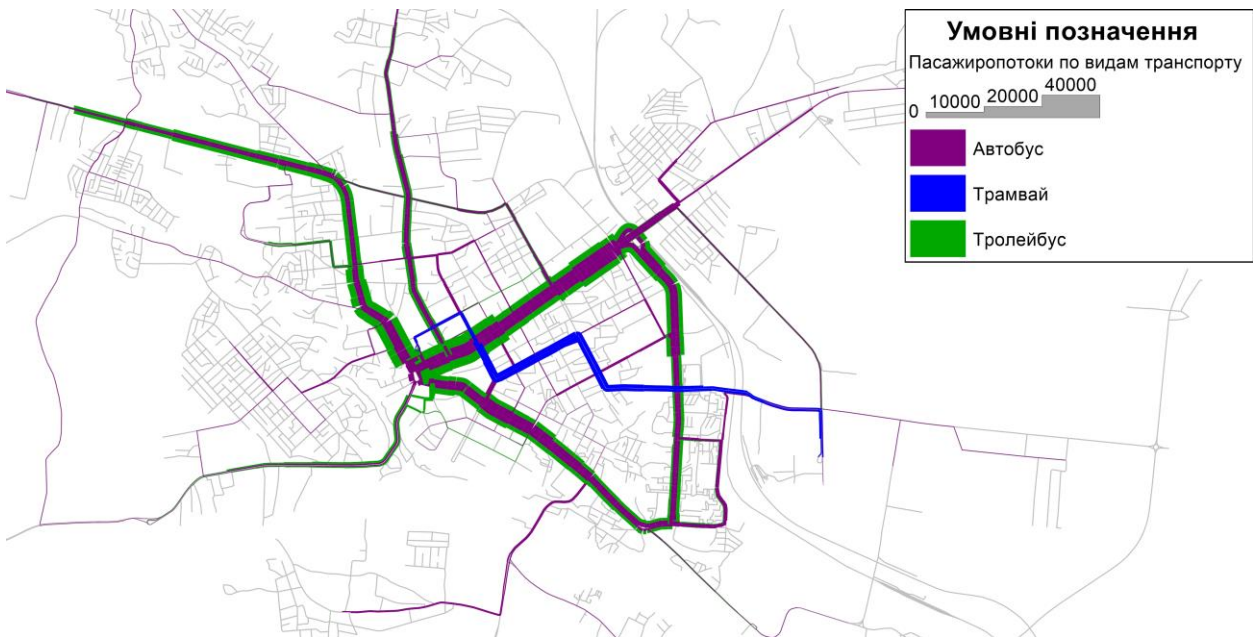 Умовні позначення
Пасажиропотоки по видам транспорту
0 10000 20000 40000
Автобус
Трамвай
Тролейбус